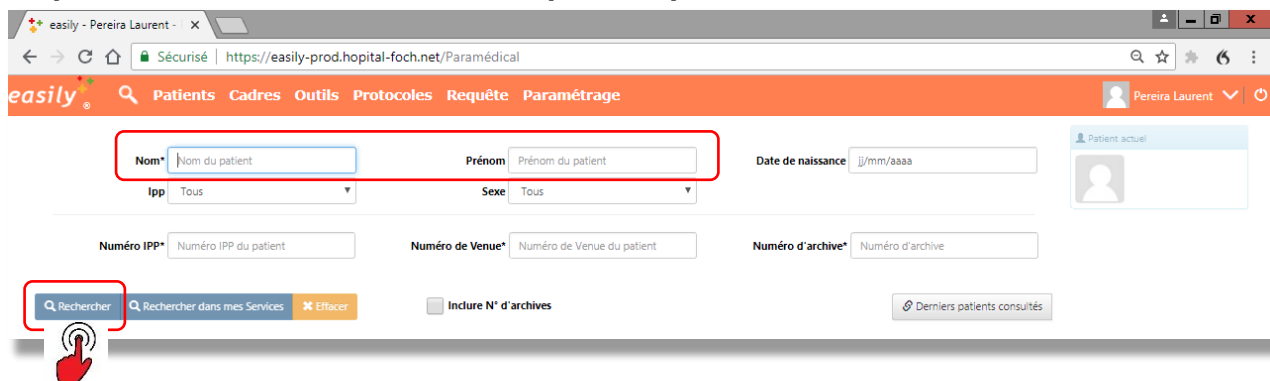 easily - Pereira Laurent -
Sécurisé | https://easily-prod.hopital-foch.net/Paramédical
easily® Patients Cadres Outils Protocoles Requête Paramétrage Pereira Laurent
Patient actuel
Nom* Nom du patient Prénom Prénom du patient Date de naissance jj/mm/aaaa
Ipp Tous Sexe Tous
Numéro IPP* Numéro IPP du patient Numéro de Venue* Numéro de Venue du patient Numéro d'archive* Numéro d'archive
Rechercher Rechercher dans mes Services Effacer Inclure N° d'archives Derniers patients consultés